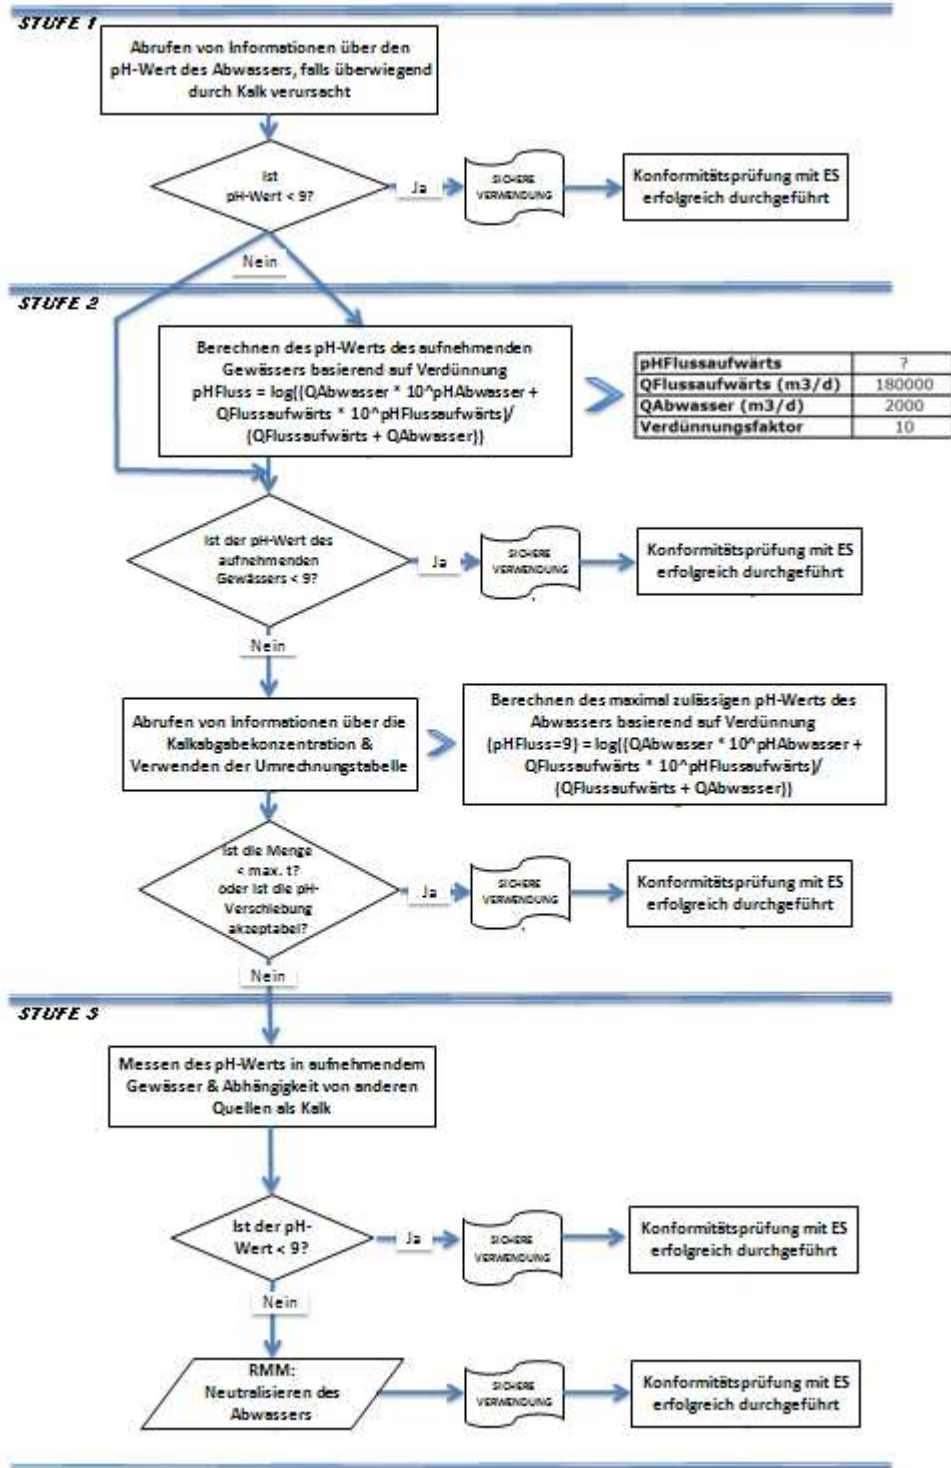 STUFE 1
Abrufen von Informationen über den
pH-Wert des Abwassers, falls überwiegend
durch Kalk verursacht
Ist
pH-Wert < 9?
Ja
SICHERE
VERWENDUNG
Konformitätsprüfung mit ES
erfolgreich durchgeführt
Nein
STUFE 2
Berechnen des pH-Werts des aufnehmenden
Gewässers basierend auf Verdünnung
pHFluss = log((QAbwasser * 10^pHAbwasser +
QFlussaufwärts * 10^pHFlussaufwärts)/
(QFlussaufwärts + QAbwasser))
pHFlussaufwärts ?
QFlussaufwärts (m3/d) 180000
QAbwasser (m3/d) 2000
Verdünnungsfaktor 10
Ist der pH-Wert des
aufnehmenden
Gewässers < 9?
Ja
SICHERE
VERWENDUNG
Konformitätsprüfung mit ES
erfolgreich durchgeführt
Nein
Abrufen von Informationen über die
Kalkabgabekonzentration &
Verwenden der Umrechnungstabelle
Berechnen des maximal zulässigen pH-Werts des
Abwassers basierend auf Verdünnung
(pHFluss=9) = log((QAbwasser * 10^pHAbwasser +
QFlussaufwärts * 10^pHFlussaufwärts)/
(QFlussaufwärts + QAbwasser))
Ist die Menge
< max. t?
oder ist die pH-
Verschiebung
akzeptabel?
Ja
SICHERE
VERWENDUNG
Konformitätsprüfung mit ES
erfolgreich durchgeführt
Nein
STUFE 3
Messen des pH-Werts in aufnehmendem
Gewässer & Abhängigkeit von anderen
Quellen als Kalk
Ist der pH-
Wert < 9?
Ja
SICHERE
VERWENDUNG
Konformitätsprüfung mit ES
erfolgreich durchgeführt
Nein
RMM:
Neutralisieren des
Abwassers
SICHERE
VERWENDUNG
Konformitätsprüfung mit ES
erfolgreich durchgeführt